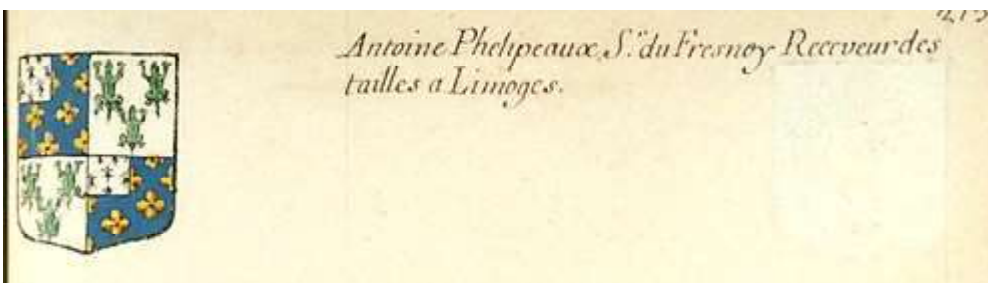 Antoine Phelipeaux S.r du Fresnoy Receveur des
tailles a Limoges.